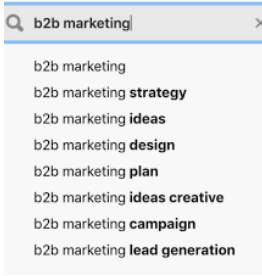 b2b marketing
b2b marketing
b2b marketing strategy
b2b marketing ideas
b2b marketing design
b2b marketing plan
b2b marketing ideas creative
b2b marketing campaign
b2b marketing lead generation